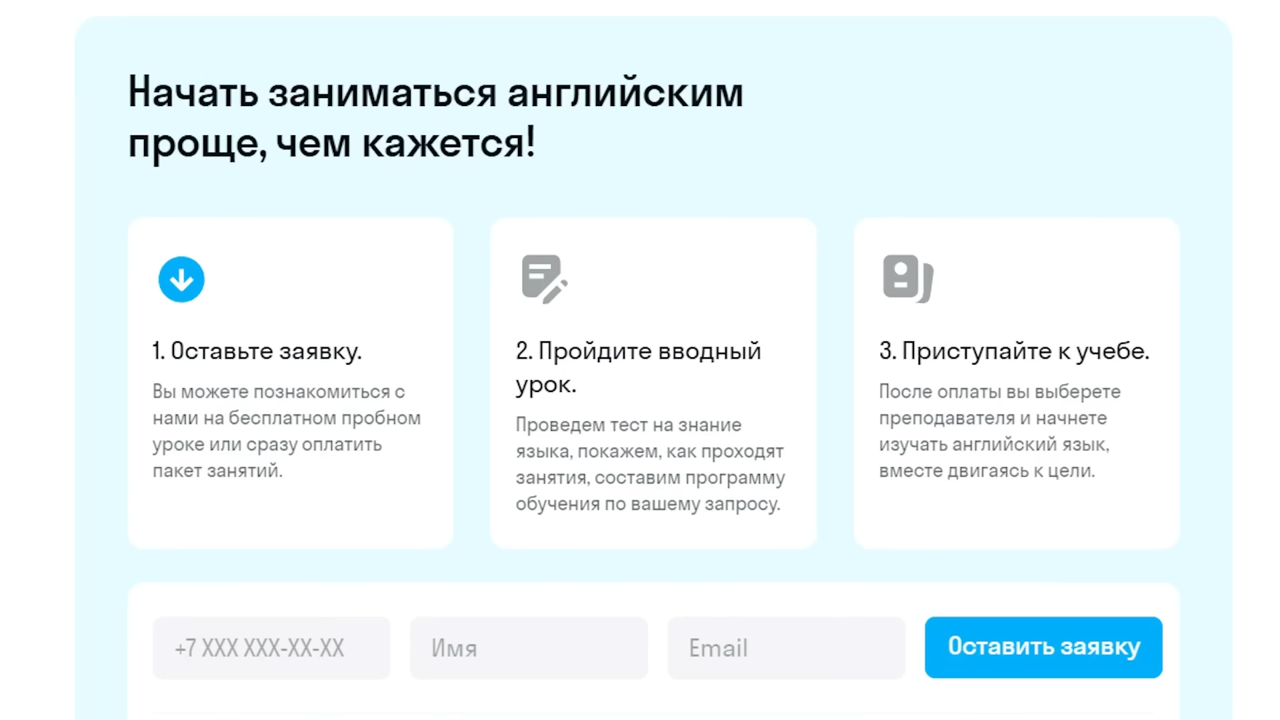 Начать заниматься английским
проще, чем кажется!
1. Оставьте заявку.
Вы можете познакомиться с
нами на бесплатном пробном
уроке или сразу оплатить
пакет занятий.
2. Пройдите вводный
урок.
Проведем тест на знание
языка, покажем, как проходят
занятия, составим программу
обучения по вашему запросу.
3. Приступайте к учебе.
После оплаты вы выберете
преподавателя и начнете
изучать английский язык,
вместе двигаясь к цели.
+7 XXX XXX-XX-XX
Имя
Email
Оставить заявку